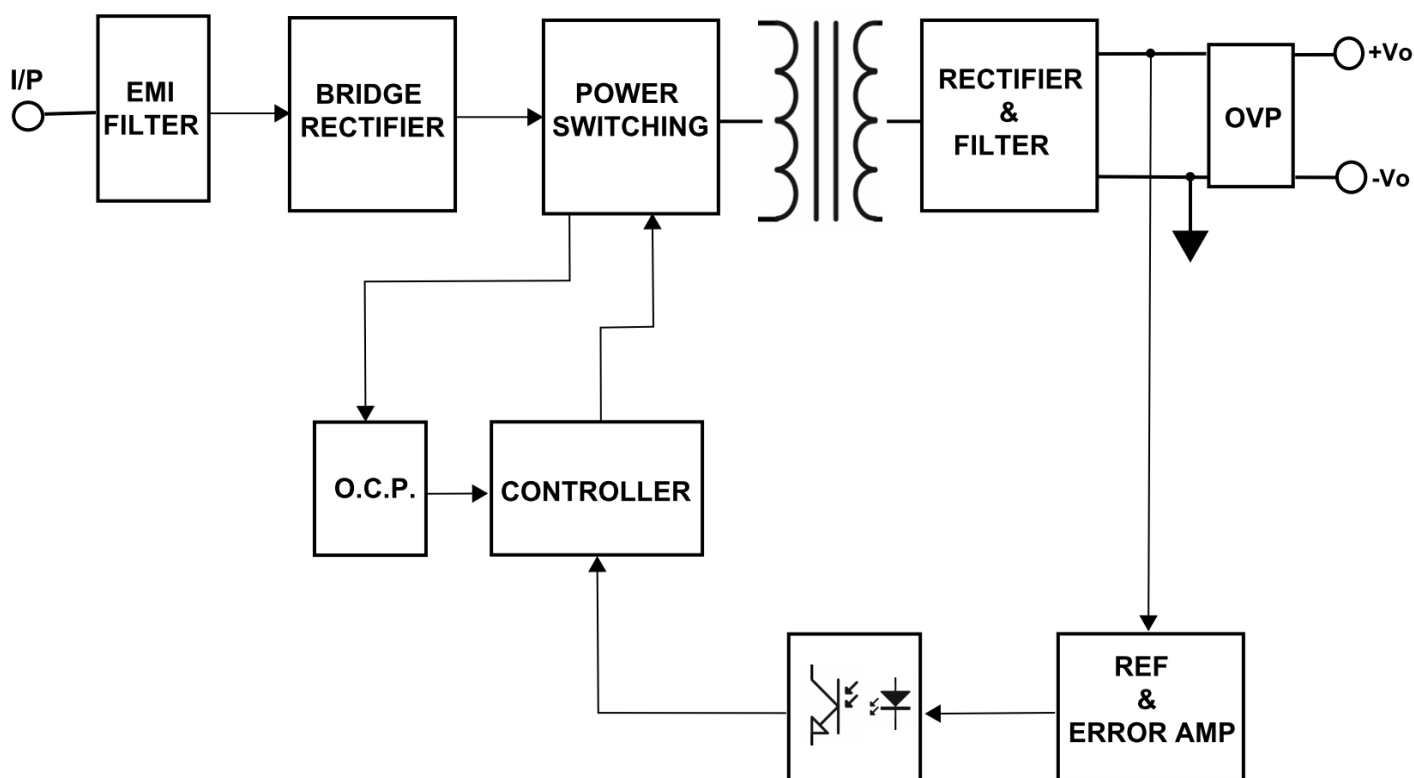 I/P
EMI
FILTER
BRIDGE
RECTIFIER
POWER
SWITCHING
RECTIFIER
&
FILTER
OVP
+Vo
-Vo
O.C.P.
CONTROLLER
REF
&
ERROR AMP